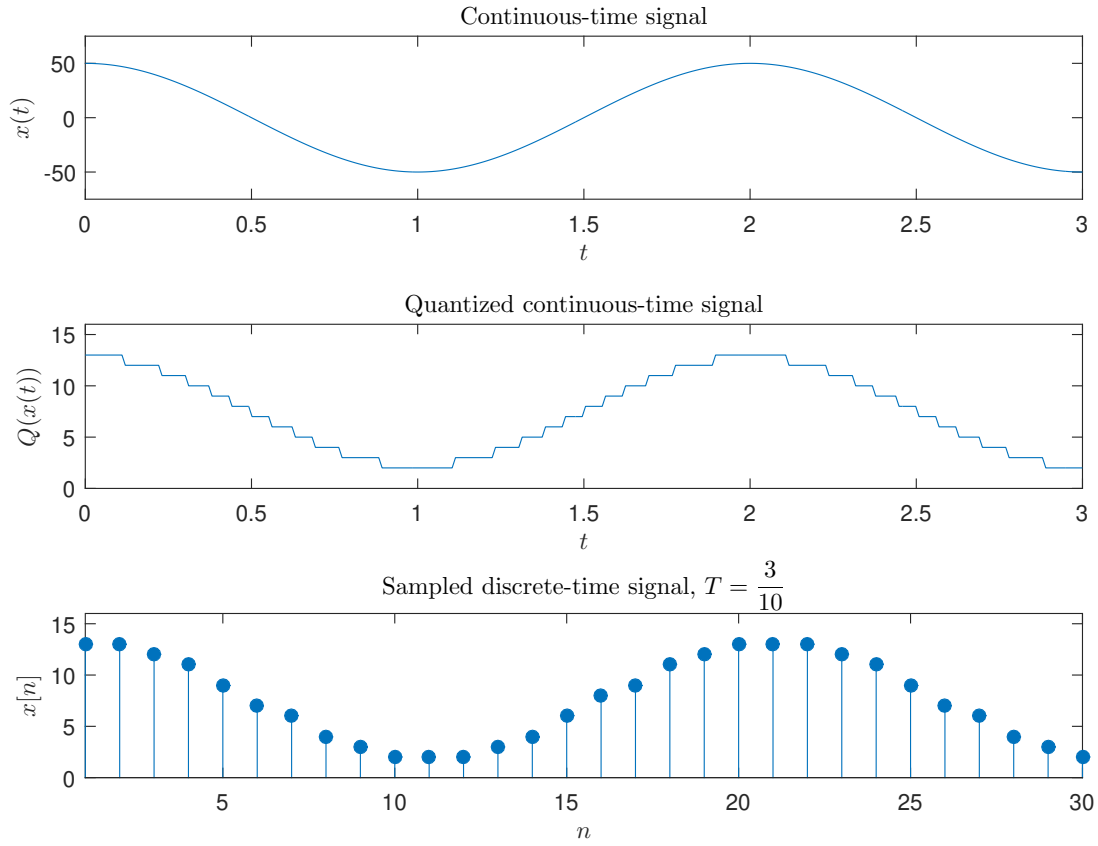 Continuous-time signal
50
0
-50
x(t)
0 0.5 1 1.5 2 2.5 3
t
Quantized continuous-time signal
15
10
5
0
Q(x(t))
0 0.5 1 1.5 2 2.5 3
t
Sampled discrete-time signal, T = 3/10
15
10
5
0
x[n]
5 10 15 20 25 30
n